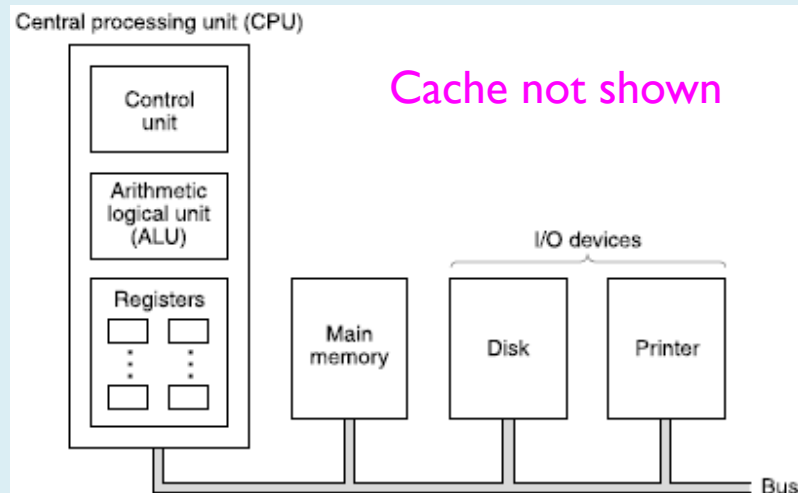 Central processing unit (CPU)
Cache not shown
Control
unit
Arithmetic
logical unit
(ALU)
I/O devices
Registers
Main
memory
Disk
Printer
Bus